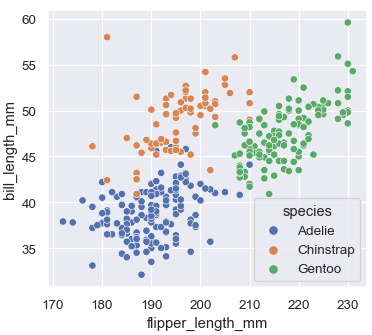 60
55
50
45
40
35
bill_length_mm
170
180
190
200
210
220
230
flipper_length_mm
species
Adelie
Chinstrap
Gentoo